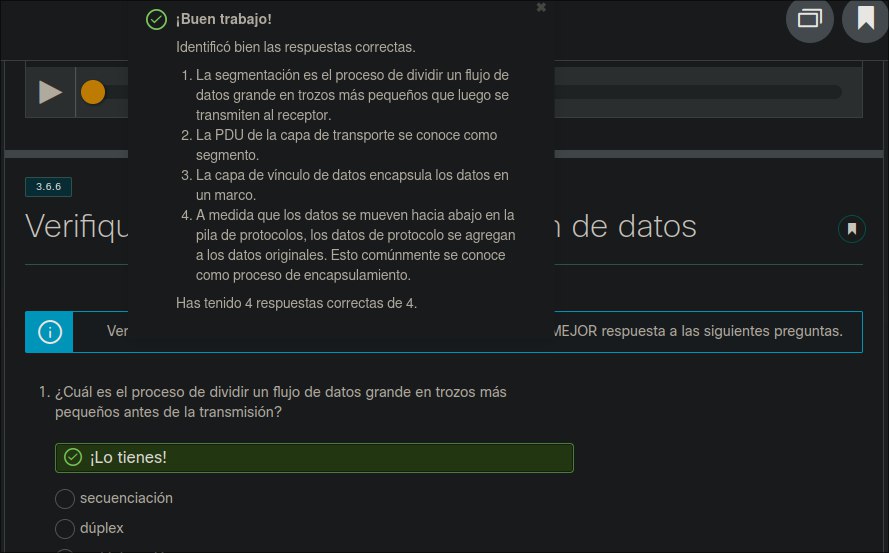 ¡Buen trabajo!
Identificó bien las respuestas correctas.
1. La segmentación es el proceso de dividir un flujo de
datos grande en trozos más pequeños que luego se
transmiten al receptor.
2. La PDU de la capa de transporte se conoce como
segmento.
3. La capa de vínculo de datos encapsula los datos en
un marco.
4. A medida que los datos se mueven hacia abajo en la
pila de protocolos, los datos de protocolo se agregan
a los datos originales. Esto comúnmente se conoce
como proceso de encapsulamiento.
Has tenido 4 respuestas correctas de 4.
3.6.6
Verifiqu de datos
Ver MEJOR respuesta a las siguientes preguntas.
1. ¿Cuál es el proceso de dividir un flujo de datos grande en trozos más
pequeños antes de la transmisión?
¡Lo tienes!
secuenciación
dúplex